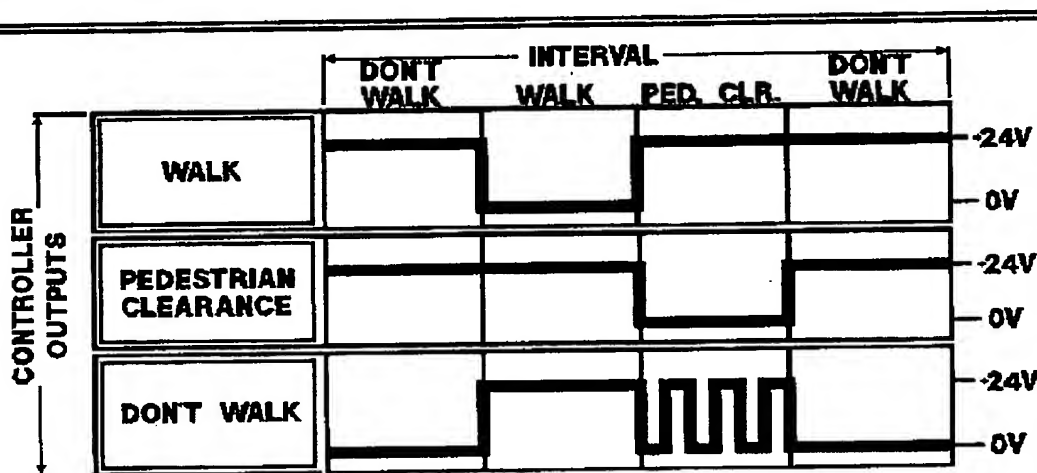 INTERVAL
DON'T WALK
WALK
PED. CLR.
DON'T WALK
CONTROLLER OUTPUTS
WALK
-24V
0V
PEDESTRIAN CLEARANCE
-24V
0V
DON'T WALK
-24V
0V